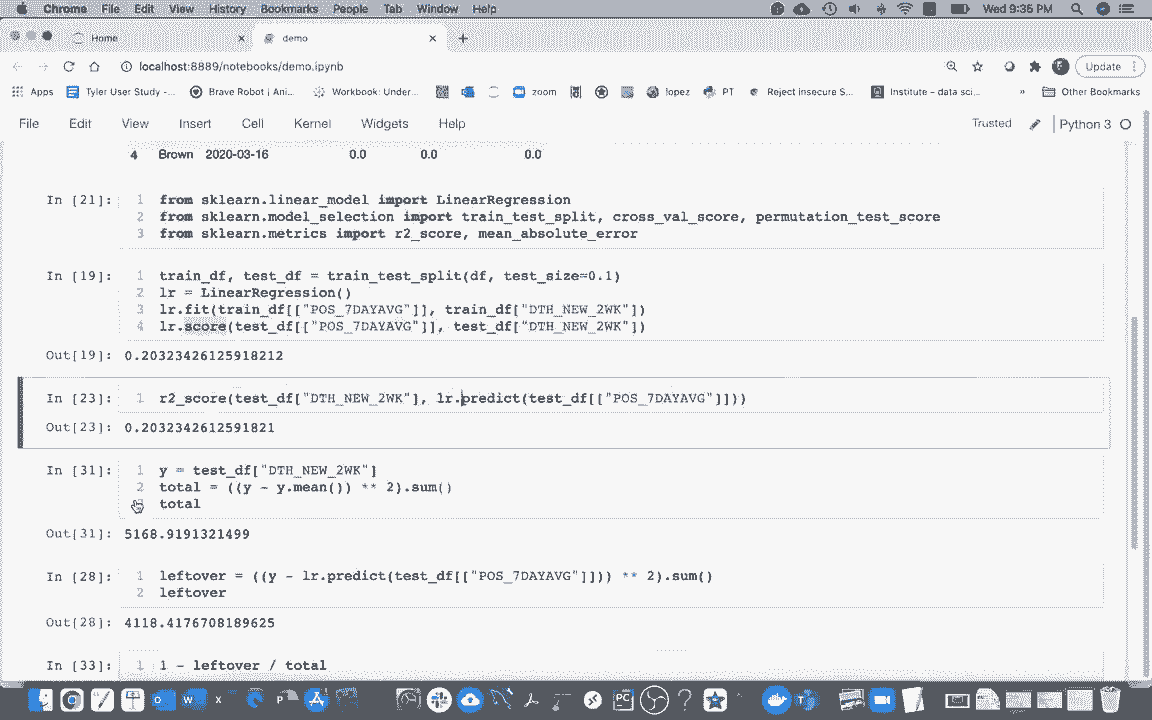 Chrome File Edit View History Bookmarks People Tab Window Help Wed 9:35 PM
Home demo
localhost:8889/notebooks/demo.ipynb Update
Apps Tyler User Study -... Brave Robot | Ani... Workbook: Under... zoom lopez PT Reject Insecure S... Institute – data sci... » Other Bookmarks
File Edit View Insert Cell Kernel Widgets Help Trusted Python 3
4 Brown 2020-03-16 0.0 0.0 0.0
In [21]: 1 from sklearn.linear_model import LinearRegression
2 from sklearn.model_selection import train_test_split, cross_val_score, permutation_test_score
3 from sklearn.metrics import r2_score, mean_absolute_error
In [19]: 1 train_df, test_df = train_test_split(df, test_size=0.1)
2 lr = LinearRegression()
3 lr.fit(train_df[["POS_7DAYAVG"]], train_df["DTH_NEW_2WK"])
4 lr.score(test_df[["POS_7DAYAVG"]], test_df["DTH_NEW_2WK"])
Out[19]: 0.20323426125918212
In [23]: 1 r2_score(test_df["DTH_NEW_2WK"], lr.predict(test_df[["POS_7DAYAVG"]]))
Out[23]: 0.2032342612591821
In [31]: 1 y = test_df["DTH_NEW_2WK"]
2 total = ((y - y.mean()) ** 2).sum()
total
Out[31]: 5168.9191321499
In [28]: 1 leftover = ((y - lr.predict(test_df[["POS_7DAYAVG"]])) ** 2).sum()
2 leftover
Out[28]: 4118.4176708189625
In [33]: 1 1 - leftover / total